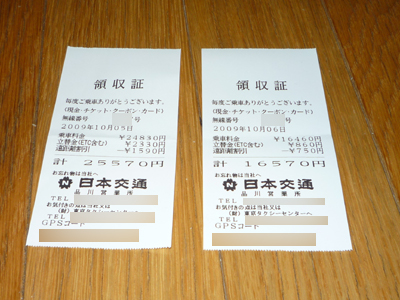 領収証
毎度ご乗車ありがとうございます。
(現金・チケット・クーポン・カード)
無線番号
2009年10月05日
乗車料金 ¥24830円
立替金(ETC含む) ¥2330円
遠距離割引 ー¥1590円
計 25570円
お忘れ物は当社へ
日本交通
品川営業所
TEL
お気付きの点は当社又は
(財)東京タクシーセンターへ
TEL
GPSコード
領収証
毎度ご乗車ありがとうございます。
(現金・チケット・クーポン・カード)
無線番号
2009年10月06日
乗車料金 ¥16460円
立替金(ETC含む) ¥860円
遠距離割引 ー¥750円
計 16570円
お忘れ物は当社へ
日本交通
品川営業所
TEL
お気付きの点は当社又は
(財)東京タクシーセンターへ
TEL
GPSコード